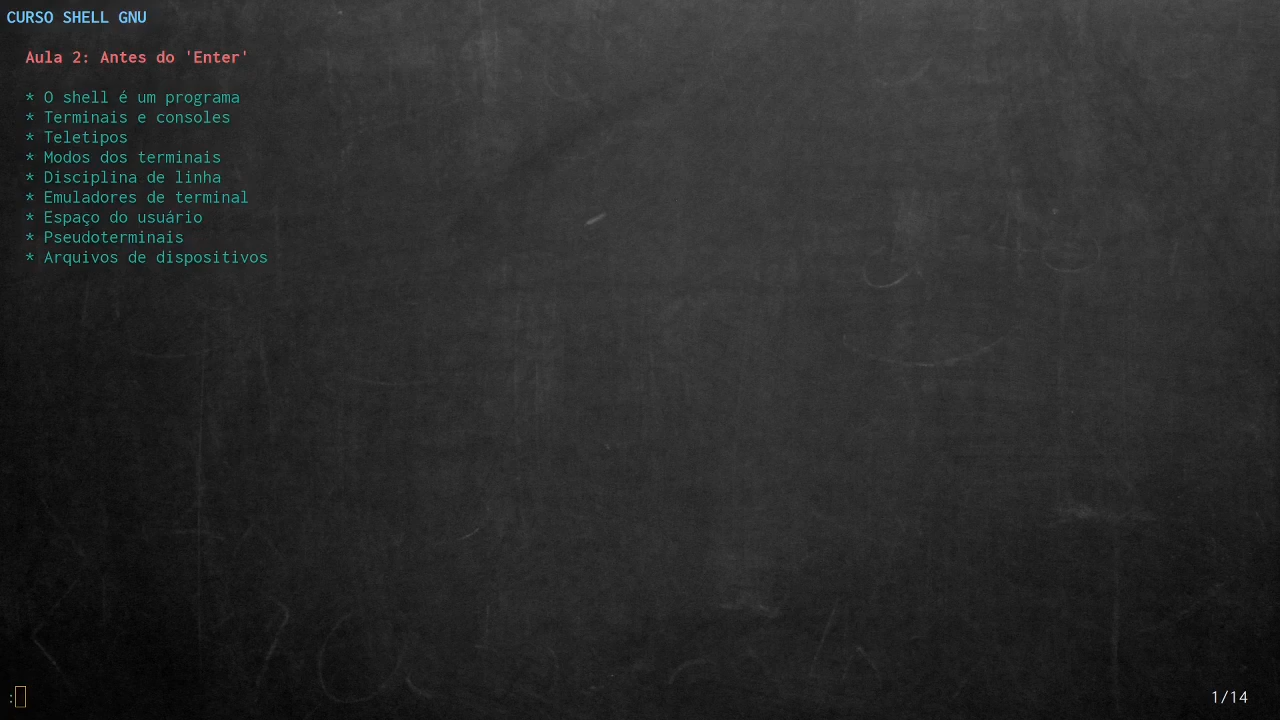 CURSO SHELL GNU
Aula 2: Antes do 'Enter'
* O shell é um programa
* Terminais e consoles
* Teletipos
* Modos dos terminais
* Disciplina de linha
* Emuladores de terminal
* Espaço do usuário
* Pseudoterminais
* Arquivos de dispositivos
:
1/14